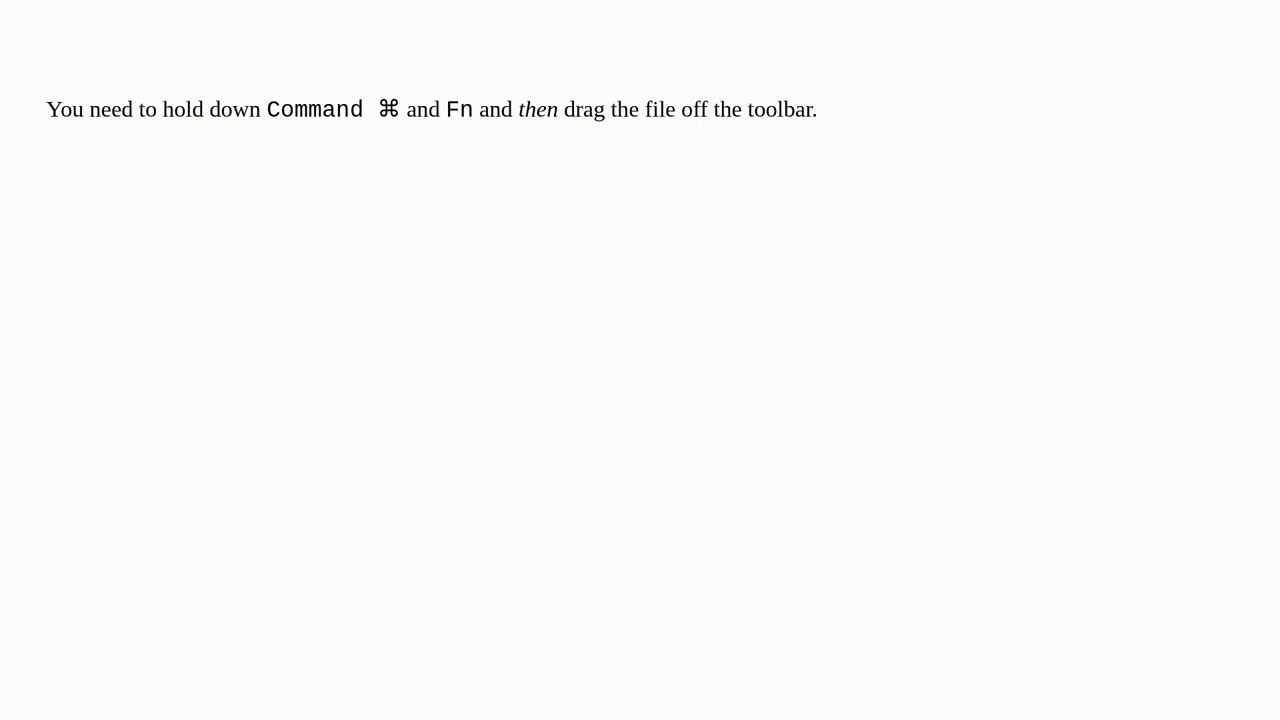 You need to hold down Command ⌘ and Fn and then drag the file off the toolbar.